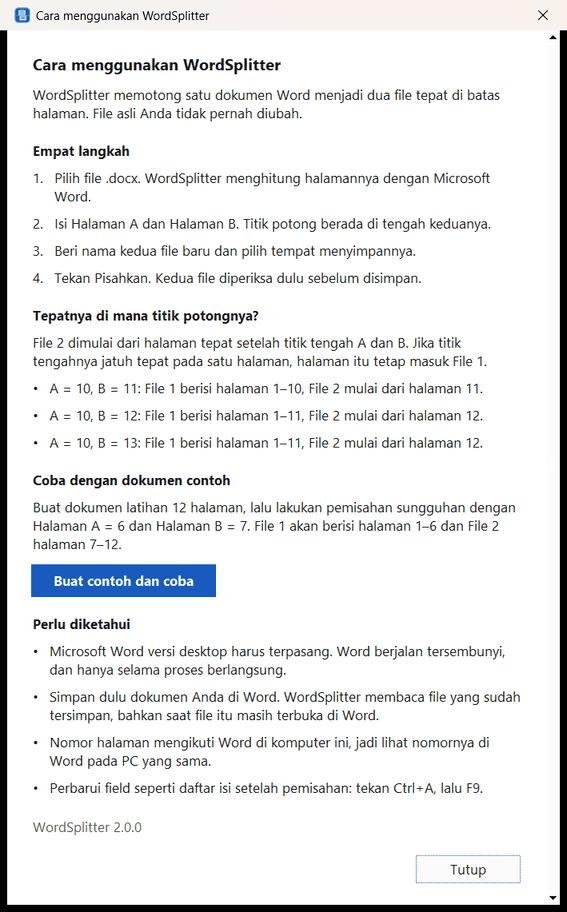 Cara menggunakan WordSplitter
Cara menggunakan WordSplitter
WordSplitter memotong satu dokumen Word menjadi dua file tepat di batas
halaman. File asli Anda tidak pernah diubah.
Empat langkah
1. Pilih file .docx. WordSplitter menghitung halamannya dengan Microsoft
Word.
2. Isi Halaman A dan Halaman B. Titik potong berada di tengah keduanya.
3. Beri nama kedua file baru dan pilih tempat menyimpannya.
4. Tekan Pisahkan. Kedua file diperiksa dulu sebelum disimpan.
Tepatnya di mana titik potongnya?
File 2 dimulai dari halaman tepat setelah titik tengah A dan B. Jika titik
tengahnya jatuh tepat pada satu halaman, halaman itu tetap masuk File 1.
• A = 10, B = 11: File 1 berisi halaman 1–10, File 2 mulai dari halaman 11.
• A = 10, B = 12: File 1 berisi halaman 1–11, File 2 mulai dari halaman 12.
• A = 10, B = 13: File 1 berisi halaman 1–11, File 2 mulai dari halaman 12.
Coba dengan dokumen contoh
Buat dokumen latihan 12 halaman, lalu lakukan pemisahan sungguhan dengan
Halaman A = 6 dan Halaman B = 7. File 1 akan berisi halaman 1–6 dan File 2
halaman 7–12.
Buat contoh dan coba
Perlu diketahui
• Microsoft Word versi desktop harus terpasang. Word berjalan tersembunyi,
dan hanya selama proses berlangsung.
• Simpan dulu dokumen Anda di Word. WordSplitter membaca file yang sudah
tersimpan, bahkan saat file itu masih terbuka di Word.
• Nomor halaman mengikuti Word di komputer ini, jadi lihat nomornya di
Word pada PC yang sama.
• Perbarui field seperti daftar isi setelah pemisahan: tekan Ctrl+A, lalu F9.
WordSplitter 2.0.0
Tutup